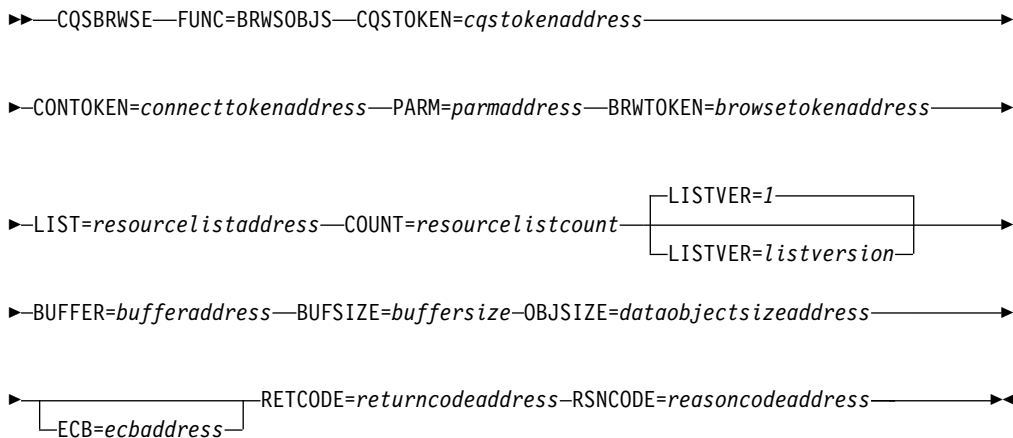 CQSBRWSE FUNC=BRWSOBJS CQSTOKEN=cqstokenaddress
CONTOKEN=connecttokenaddress PARM=parmaddress BRWTOKEN=browsetokenaddress
LISTVER=1
LIST=resourcelistaddress COUNT=resourcelistcount
LISTVER=listversion
BUFFER=bufferaddress BUFSIZE=buffersize OBJSIZE=dataobjectsizeaddress
RETCODE=returncodeaddress RSNCODE=reasoncodeaddress
ECB=ecbaddress